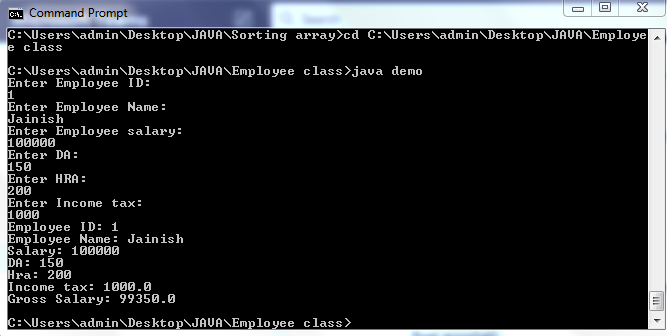 Command Prompt
Search
C:\Users\admin\Desktop\JAVA\Sorting array>cd C:\Users\admin\Desktop\JAVA\Employe
e class
C:\Users\admin\Desktop\JAVA\Employee class>java demo
Enter Employee ID:
1
Enter Employee Name:
Jainish
Enter Employee salary:
100000
Enter DA:
150
Enter HRA:
200
Enter Income tax:
1000
Employee ID: 1
Employee Name: Jainish
Salary: 100000
DA: 150
Hra: 200
Income tax: 1000.0
Gross Salary: 99350.0
C:\Users\admin\Desktop\JAVA\Employee class>